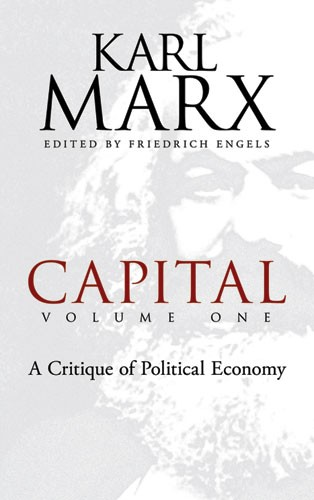 KARL
MARX
EDITED BY FRIEDRICH ENGELS
CAPITAL
VOLUME ONE
A Critique of Political Economy